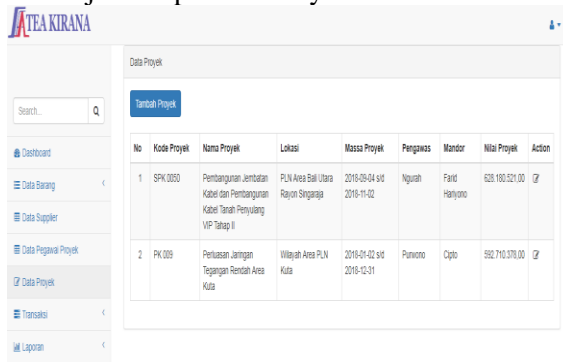 TEA KIRANA
Data Proyek
Tambah Proyek
Search...
Dashboard
Data Barang
Data Supplier
Data Pegawai Proyek
Data Proyek
Transaksi
Laporan
No Kode Proyek Nama Proyek Lokasi Massa Proyek Pengawas Mandor Nilai Proyek Action
1 SPK 0050 Pembangunan Jembatan PLN Area Bali Utara 2018-09-04 s/d Ngurah Farid 628.180.521,00
Kabel dan Pembangunan Rayon Singaraja 2018-11-02 Hariyono
Kabel Tanah Penyulang
VIP Tahap II
2 PK 009 Perluasan Jaringan Wilayah Area PLN 2018-01-02 s/d Purwono Cipto 592.710.378,00
Tegangan Rendah Area Kuta 2018-12-31
Kuta